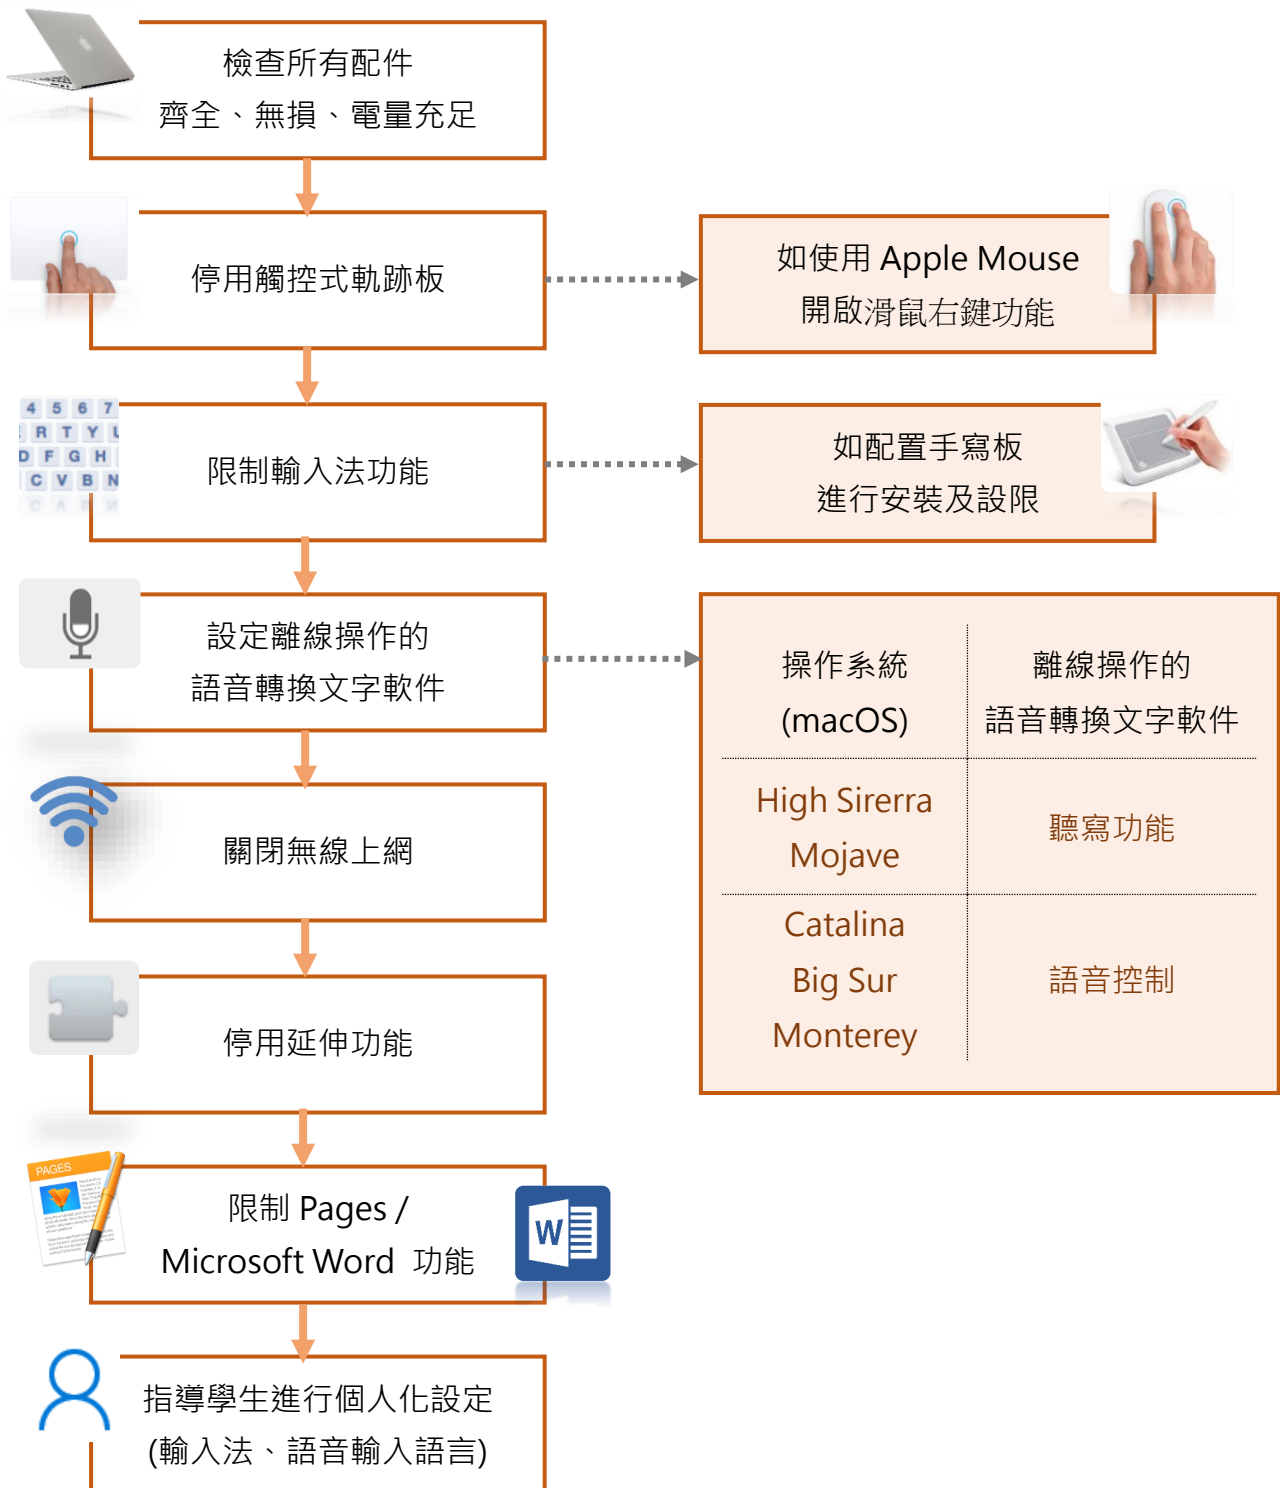 檢查所有配件
齊全、無損、電量充足
停用觸控式軌跡板
如使用 Apple Mouse
開啟滑鼠右鍵功能
4 5 6 7
R T Y U
D F G H
C V B N
限制輸入法功能
如配置手寫板
進行安裝及設限
設定離線操作的
語音轉換文字軟件
操作系統
(macOS)
離線操作的
語音轉換文字軟件
High Sirerra
Mojave
聽寫功能
Catalina
Big Sur
Monterey
語音控制
關閉無線上網
停用延伸功能
PAGES
限制 Pages /
Microsoft Word 功能
W
指導學生進行個人化設定
(輸入法、語音輸入語言)